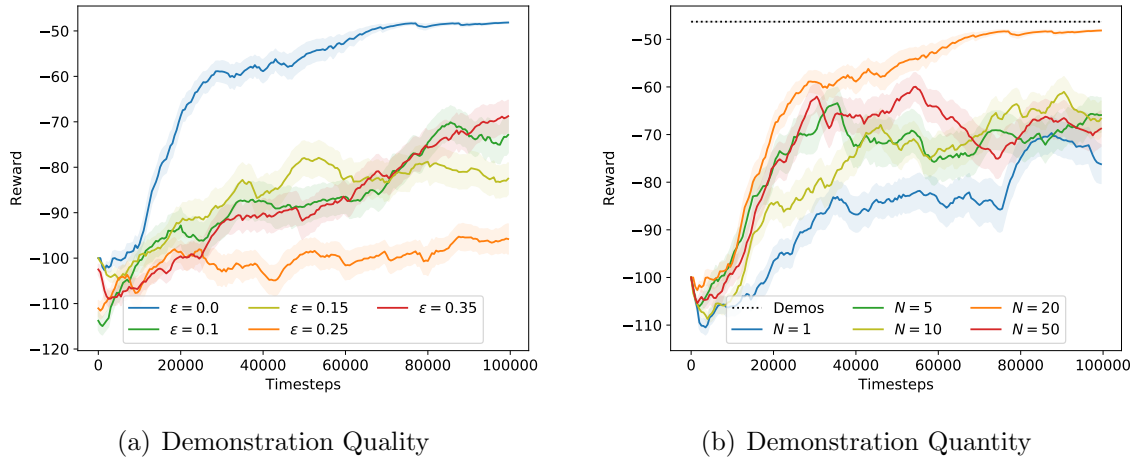 −50
−60
−70
−80
−90
−100
−110
−120
Reward
0 20000 40000 60000 80000 100000
Timesteps
ε = 0.0 ε = 0.15 ε = 0.35
ε = 0.1 ε = 0.25
(a) Demonstration Quality
−50
−60
−70
−80
−90
−100
−110
Reward
0 20000 40000 60000 80000 100000
Timesteps
Demos N = 5 N = 20
N = 1 N = 10 N = 50
(b) Demonstration Quantity